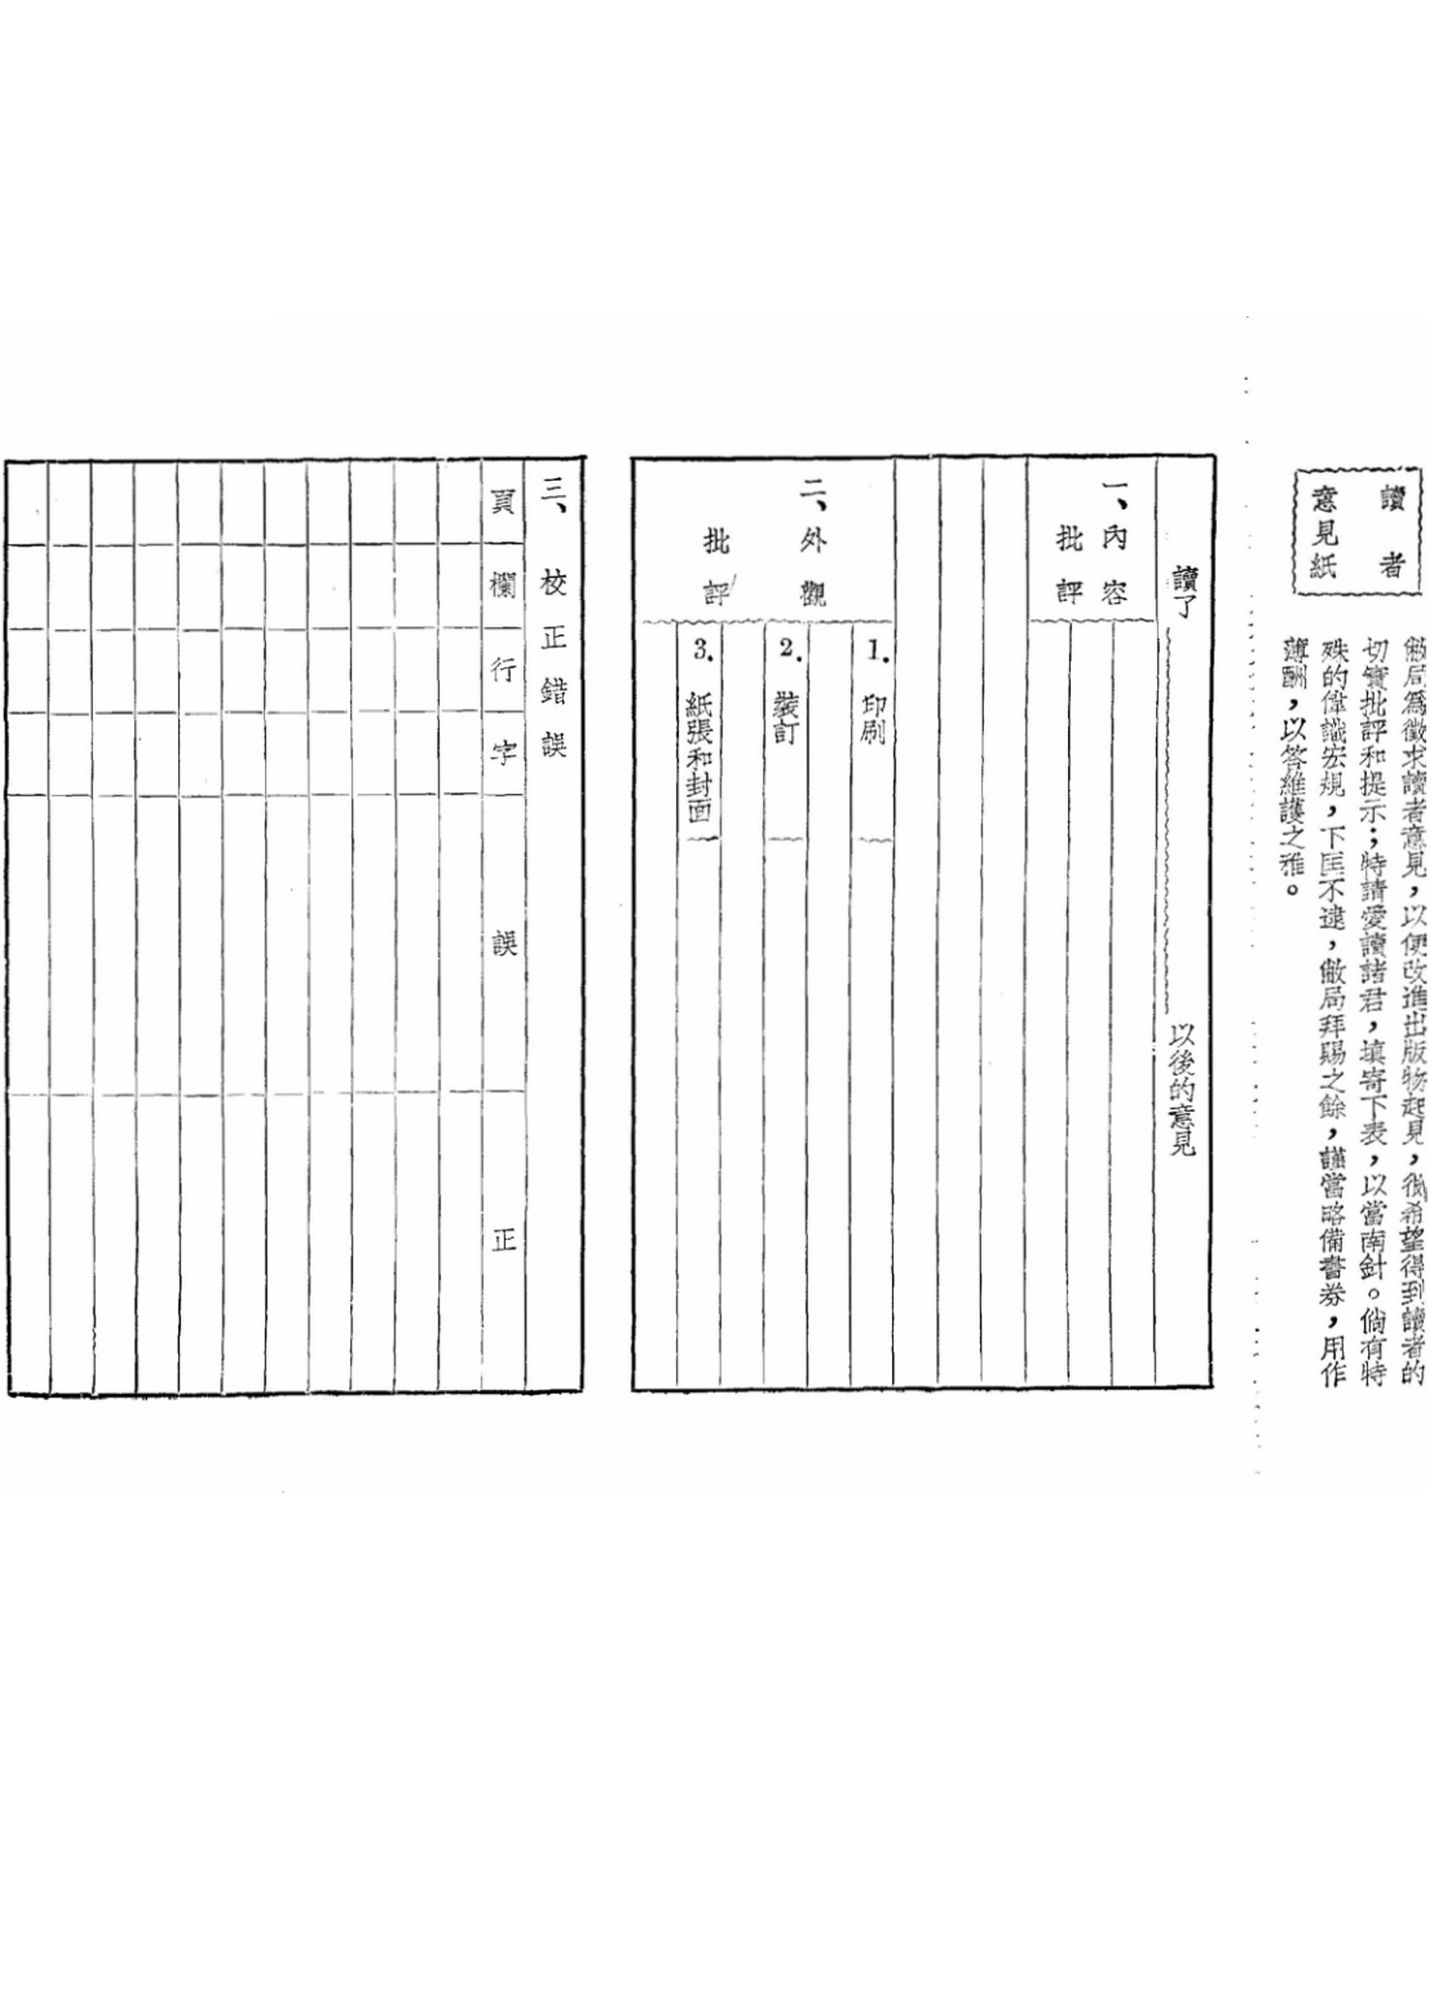 讀者
意見紙
敝局爲徵求讀者意見，以便改進出版物起見，很希望得到讀者的
切實批評和提示；特請愛讀諸君，填寄下表，以當南針。倘有特
殊的偉識宏規，下匡不逮，敝局拜賜之餘，謹當略備書券，用作
薄酬，以答維護之雅。
讀了
以後的意見
一、內容
批評
二、外觀
批評
1.印刷
2.裝訂
3.紙張和封面
三、校正錯誤
頁 欄 行 字 誤 正